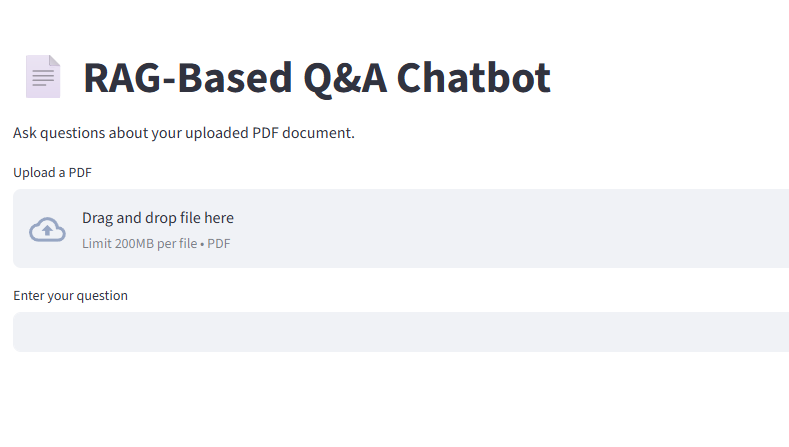 RAG-Based Q&A Chatbot
Ask questions about your uploaded PDF document.
Upload a PDF
Drag and drop file here
Limit 200MB per file • PDF
Enter your question